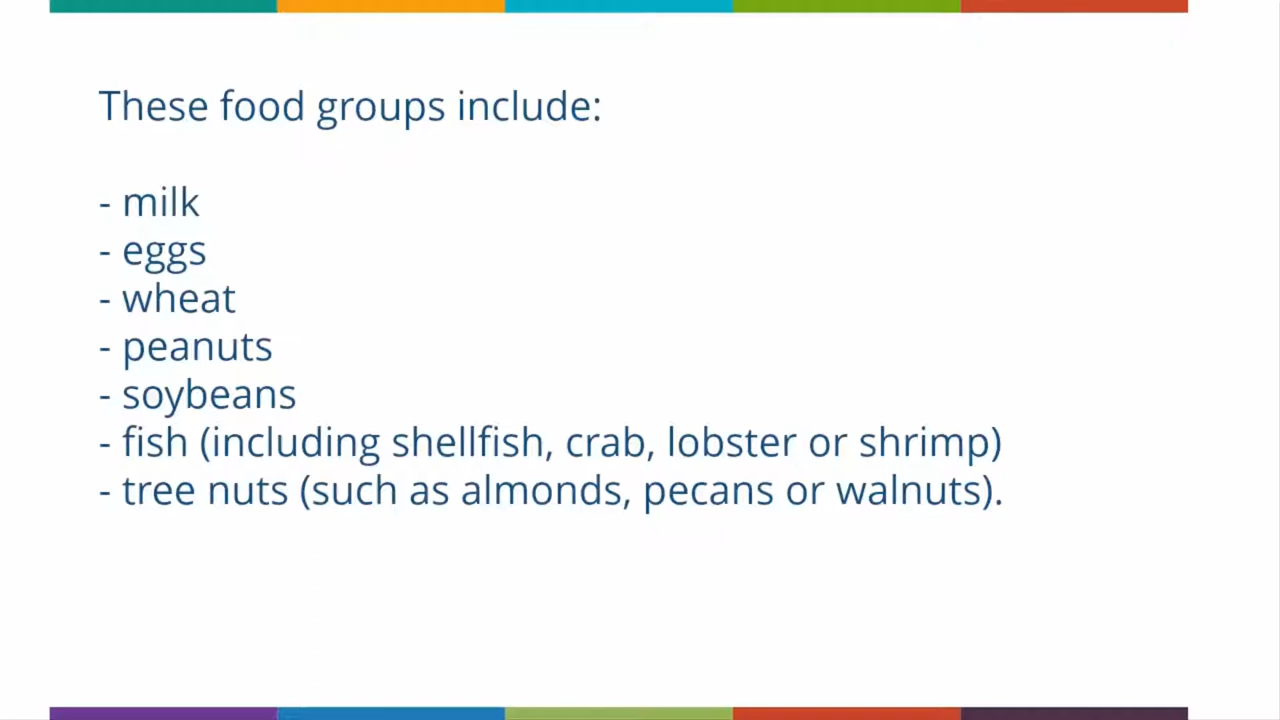 These food groups include:
- milk
- eggs
- wheat
- peanuts
- soybeans
- fish (including shellfish, crab, lobster or shrimp)
- tree nuts (such as almonds, pecans or walnuts).